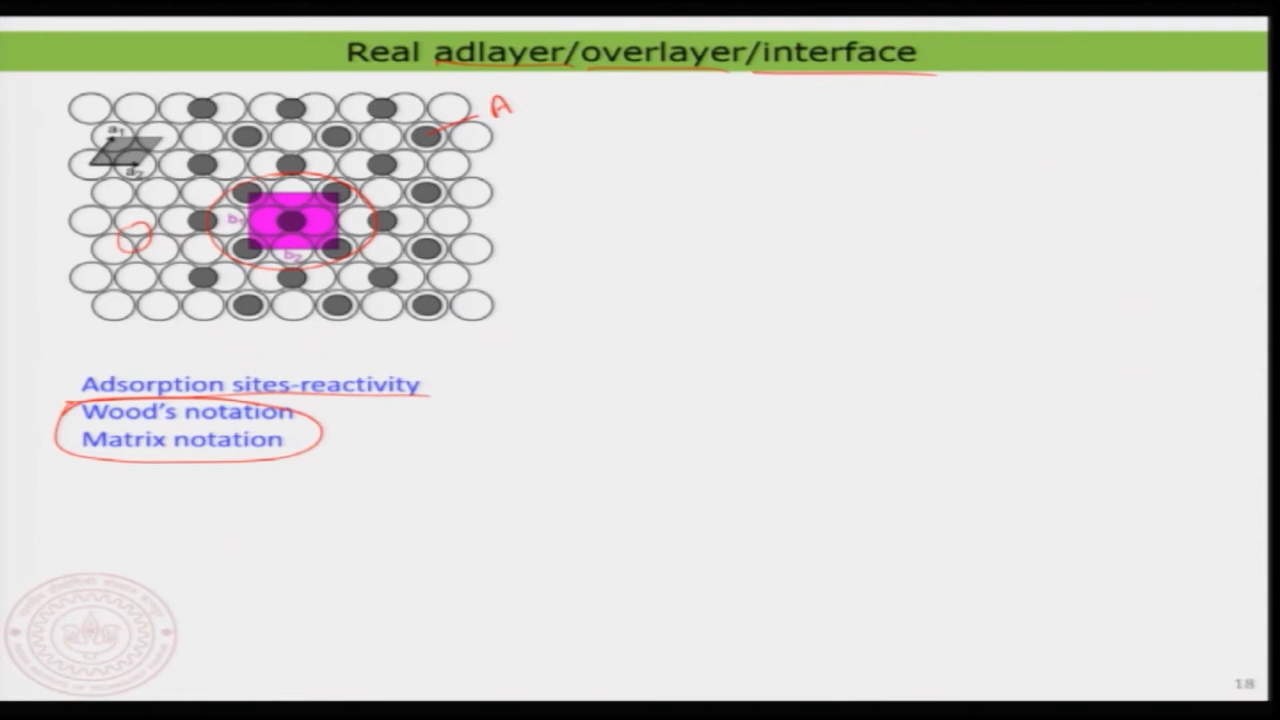 Real adlayer/overlayer/interface
A
a₁
a₂
b₁
b₂
Adsorption sites-reactivity
Wood's notation
Matrix notation
18